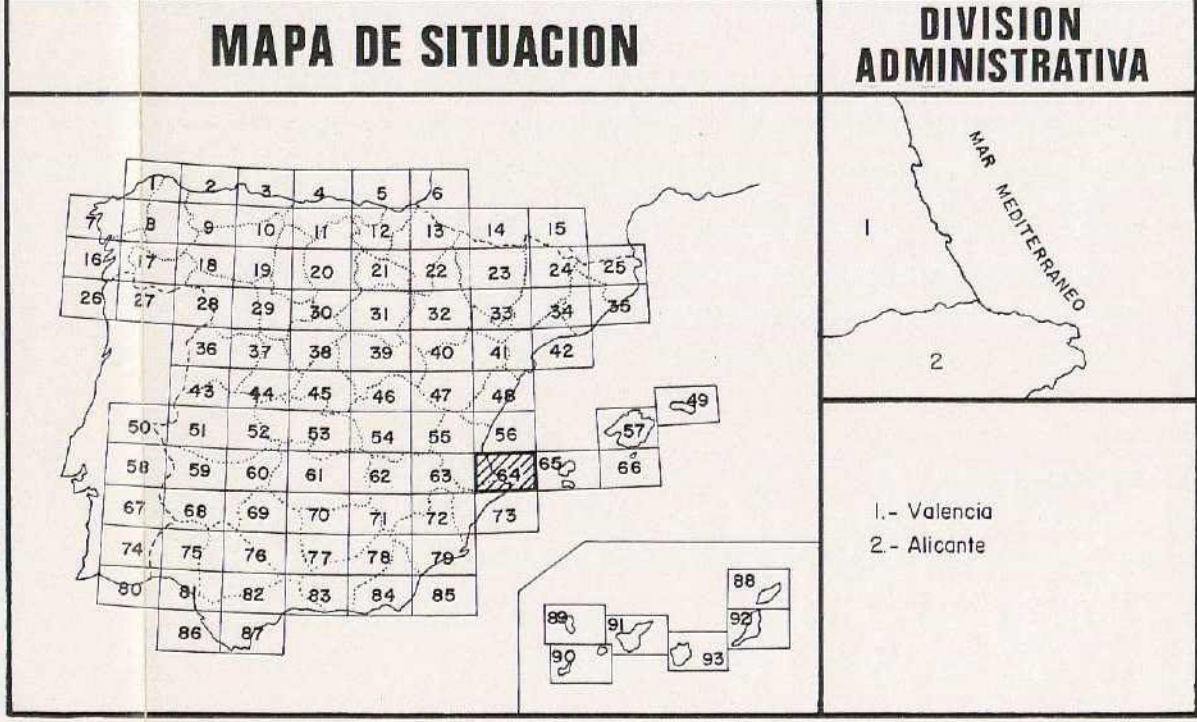 MAPA DE SITUACION
DIVISION
ADMINISTRATIVA
1 2 3 4 5 6
7 8 9 10 11 12 13 14 15
16 17 18 19 20 21 22 23 24 25
26 27 28 29 30 31 32 33 34 35
36 37 38 39 40 41 42
43 44 45 46 47 48 49
50 51 52 53 54 55 56 57
58 59 60 61 62 63 64 65 66
67 68 69 70 71 72 73
74 75 76 77 78 79
80 81 82 83 84 85
86 87
88
89 91 92
90 93
MAR MEDITERRANEO
1
2
1.- Valencia
2.- Alicante